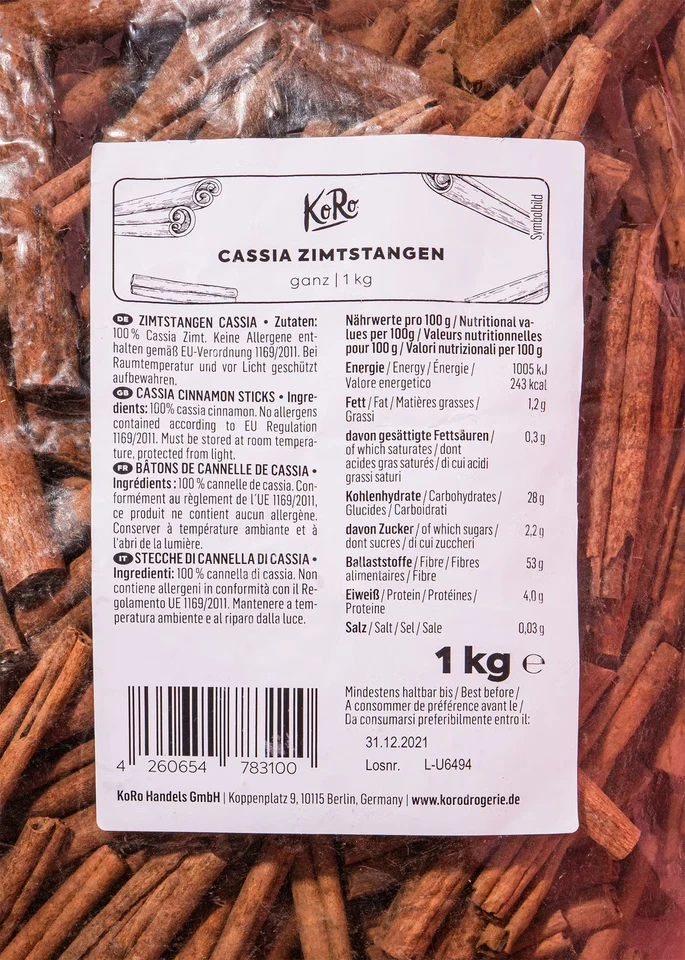 KoRo
Symbolbild
CASSIA ZIMTSTANGEN
ganz | 1 kg
DE ZIMTSTANGEN CASSIA • Zutaten:
100 % Cassia Zimt. Keine Allergene ent-
halten gemäß EU-Verordnung 1169/2011. Bei
Raumtemperatur und vor Licht geschützt
aufbewahren.
GB CASSIA CINNAMON STICKS • Ingre-
dients: 100% cassia cinnamon. No allergens
contained according to EU Regulation
1169/2011. Must be stored at room tempera-
ture, protected from light.
FR BÂTONS DE CANNELLE DE CASSIA •
Ingrédients : 100 % cannelle de cassia. Con-
formément au règlement de l'UE 1169/2011,
ce produit ne contient aucun allergène.
Conserver à température ambiante et à
l'abri de la lumière.
IT STECCHE DI CANNELLA DI CASSIA •
Ingredienti: 100 % cannella di cassia. Non
contiene allergeni in conformità con il Re-
golamento UE 1169/2011. Mantenere a tem-
peratura ambiente e al riparo dalla luce.
Nährwerte pro 100 g / Nutritional va-
lues per 100g / Valeurs nutritionnelles
pour 100 g / Valori nutrizionali per 100 g
Energie / Energy / Énergie / 1005 kJ
Valore energetico 243 kcal
Fett / Fat / Matières grasses / 1,2 g
Grassi
davon gesättigte Fettsäuren / 0,3 g
of which saturates / dont
acides gras saturés / di cui acidi
grassi saturi
Kohlenhydrate / Carbohydrates / 28 g
Glucides / Carboidrati
davon Zucker / of which sugars / 2,2 g
dont sucres / di cui zuccheri
Ballaststoffe / Fibre / Fibres 53 g
alimentaires / Fibre
Eiweiß / Protein / Protéines / 4,0 g
Proteine
Salz / Salt / Sel / Sale 0,03 g
1 kg ℮
Mindestens haltbar bis / Best before /
A consommer de préférence avant le /
Da consumarsi preferibilmente entro il:
31.12.2021
Losnr. L-U6494
4 260654 783100
KoRo Handels GmbH | Koppenplatz 9, 10115 Berlin, Germany | www.korodrogerie.de